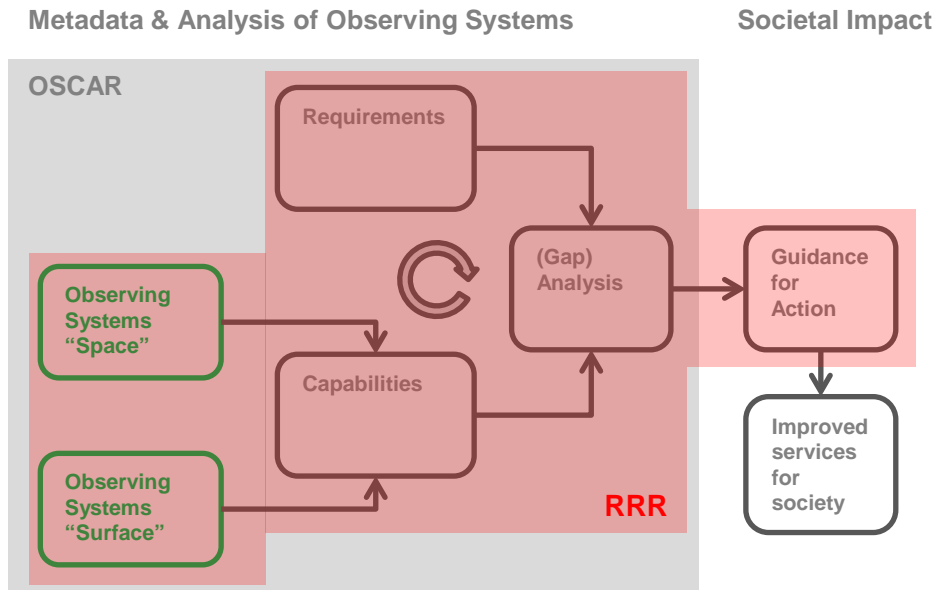 Metadata & Analysis of Observing Systems
Societal Impact
OSCAR
Requirements
(Gap)
Analysis
Guidance
for
Action
Observing
Systems
“Space”
Capabilities
Improved
services
for
society
Observing
Systems
“Surface”
RRR